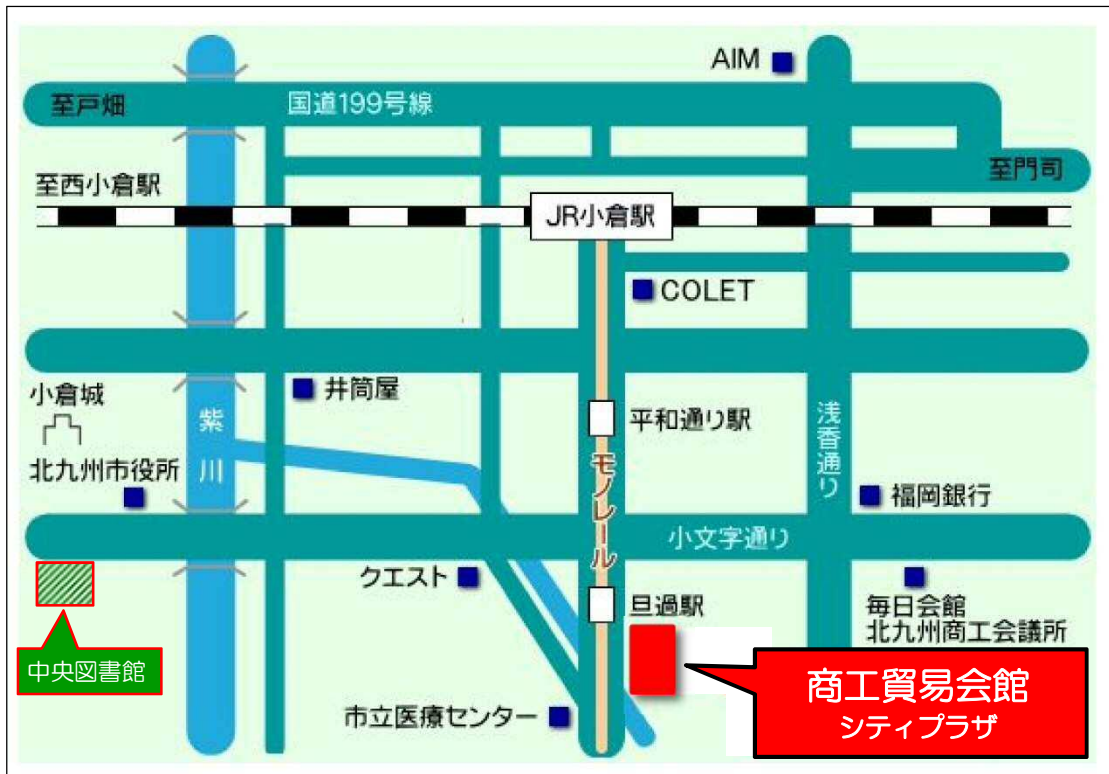 AIM
至戸畑
国道199号線
至門司
至西小倉駅
JR小倉駅
COLET
井筒屋
小倉城
紫川
平和通り駅
浅香通り
北九州市役所
モノレール
福岡銀行
小文字通り
クエスト
旦過駅
毎日会館
北九州商工会議所
中央図書館
商工貿易会館
シティプラザ
市立医療センター